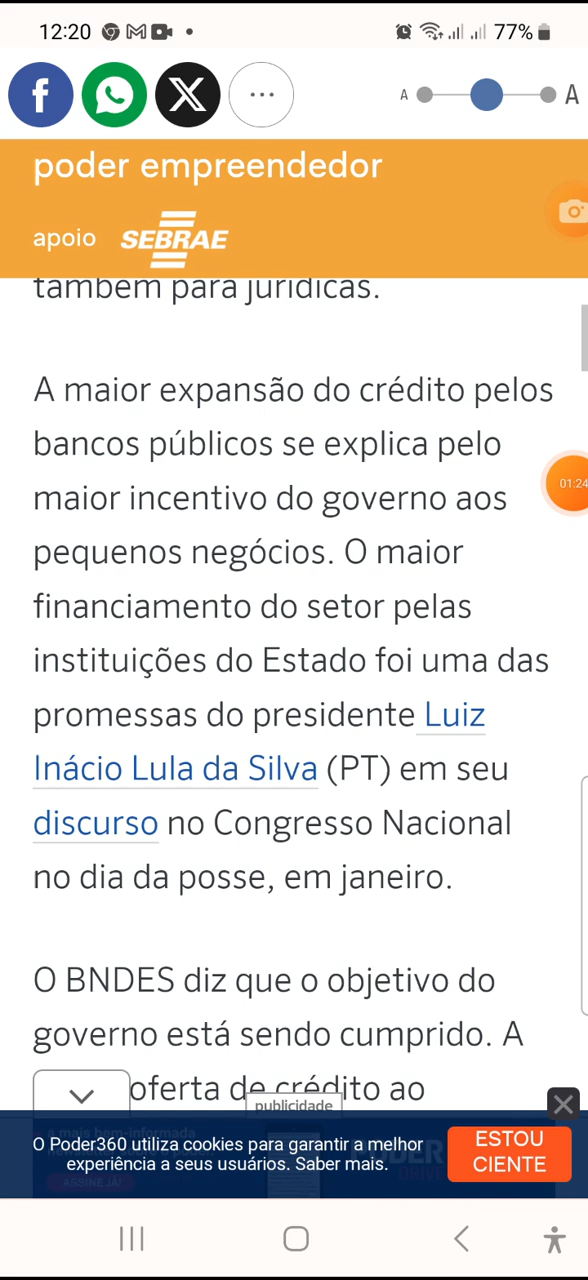 12:20
77%
f
X
...
A
A
poder empreendedor
apoio SEBRAE
também para jurídicas.
A maior expansão do crédito pelos
bancos públicos se explica pelo
maior incentivo do governo aos
01:24
pequenos negócios. O maior
financiamento do setor pelas
instituições do Estado foi uma das
promessas do presidente Luiz
Inácio Lula da Silva (PT) em seu
discurso no Congresso Nacional
no dia da posse, em janeiro.
O BNDES diz que o objetivo do
governo está sendo cumprido. A
oferta de crédito ao
publicidade
O Poder360 utiliza cookies para garantir a melhor
experiência a seus usuários. Saber mais.
ESTOU
CIENTE
ASSINE JÁ!